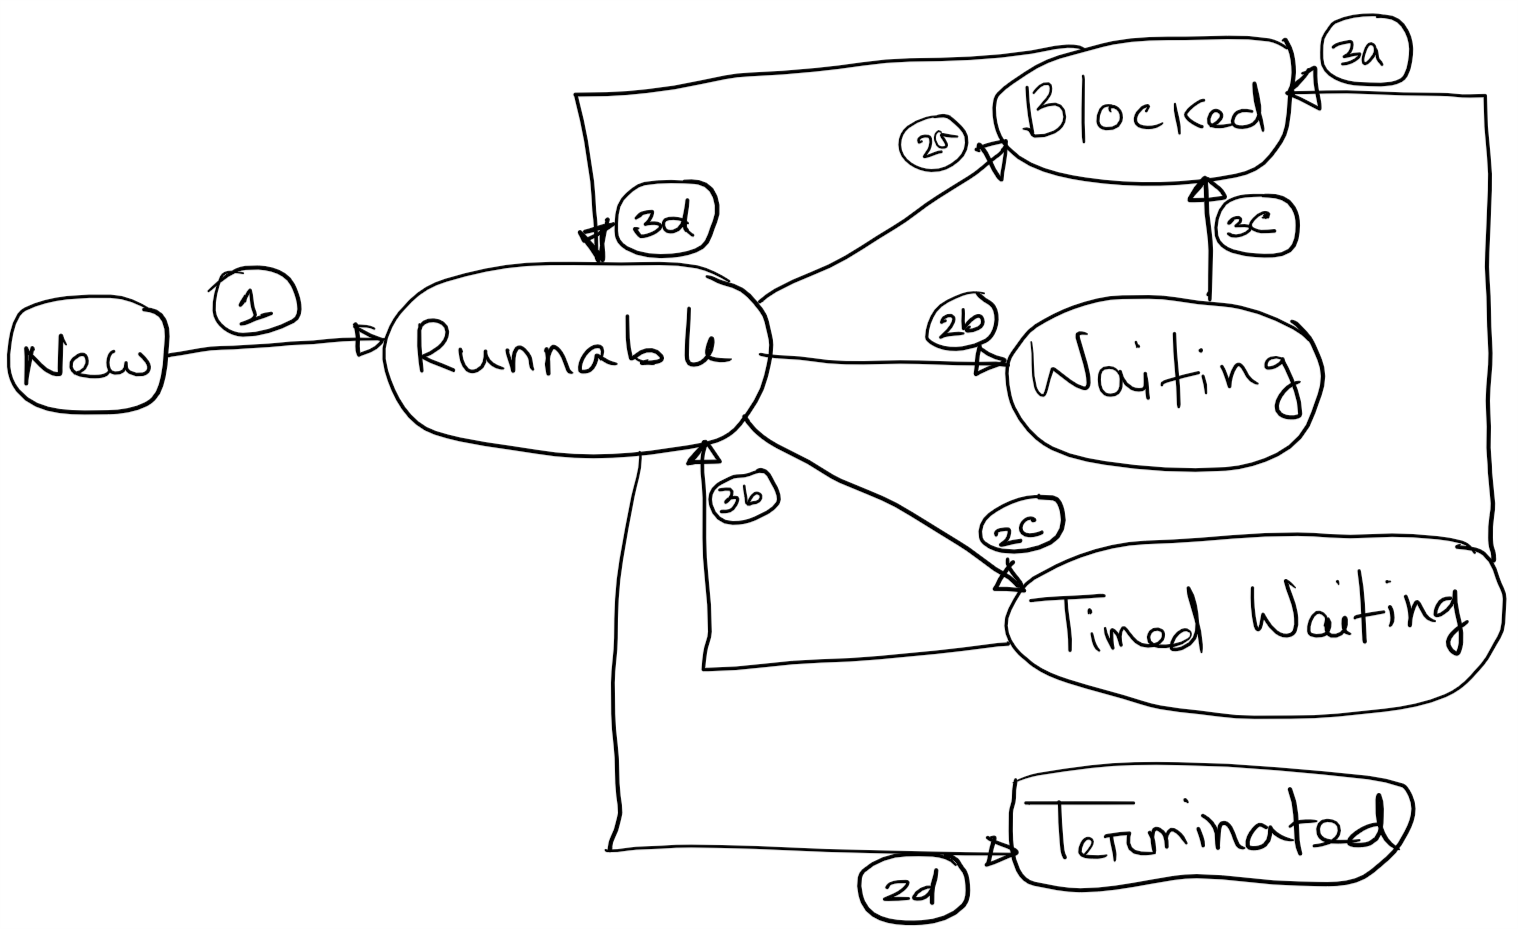 3a
Blocked
2a
3d
3c
1
2b
New
Runnable
Waiting
3b
2c
Timed Waiting
Terminated
2d